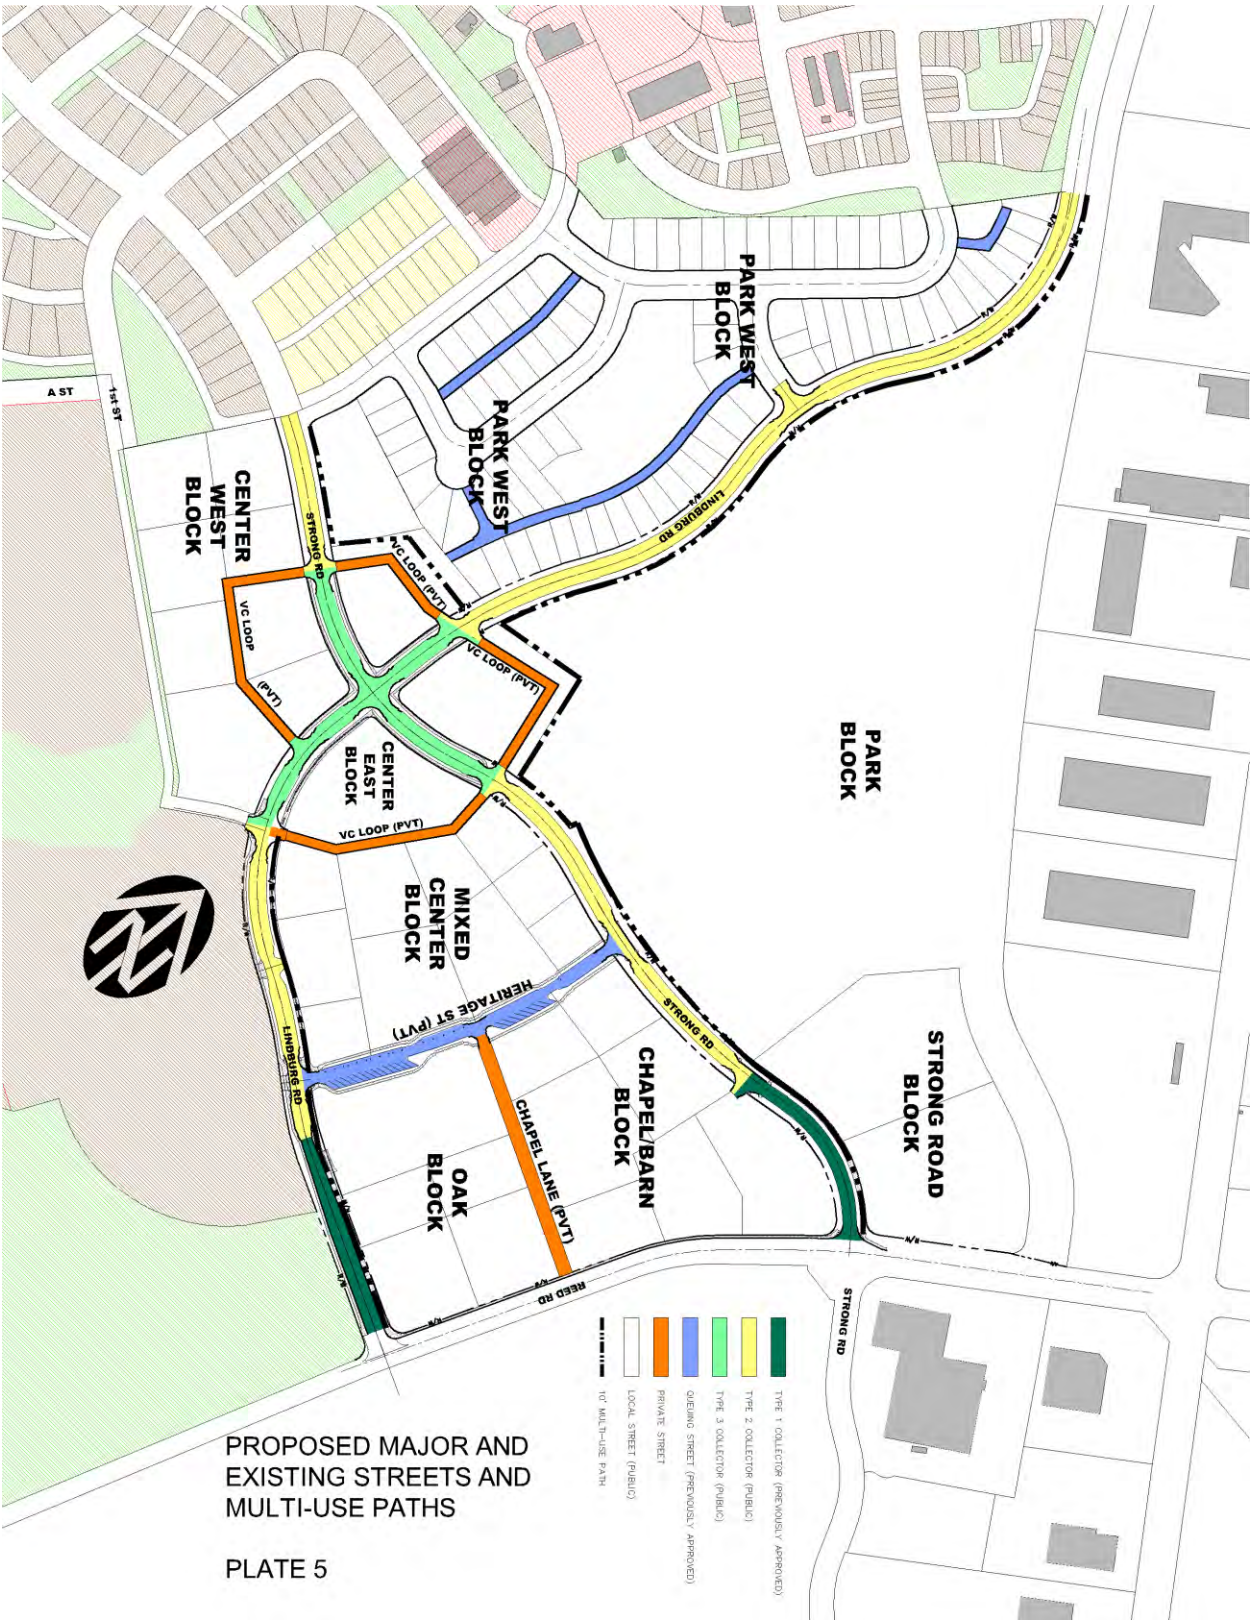 PARK WEST
BLOCK
A ST
1st ST
PARK WEST
BLOCK
CENTER
WEST
BLOCK
STRONG RD
LINDBURG RD
VC LOOP (PVT)
VC LOOP
(PVT)
VC LOOP (PVT)
PARK
BLOCK
CENTER
EAST
BLOCK
VC LOOP (PVT)
MIXED
CENTER
BLOCK
HERITAGE ST (PVT)
STRONG RD
LINDBURG RD
CHAPEL/BARN
BLOCK
STRONG ROAD
BLOCK
CHAPEL LANE (PVT)
OAK
BLOCK
REED RD
STRONG RD
TYPE 1 COLLECTOR (PREVIOUSLY APPROVED)
TYPE 2 COLLECTOR (PUBLIC)
TYPE 3 COLLECTOR (PUBLIC)
QUEUING STREET (PREVIOUSLY APPROVED)
PRIVATE STREET
LOCAL STREET (PUBLIC)
10' MULTI-USE PATH
PROPOSED MAJOR AND
EXISTING STREETS AND
MULTI-USE PATHS
PLATE 5